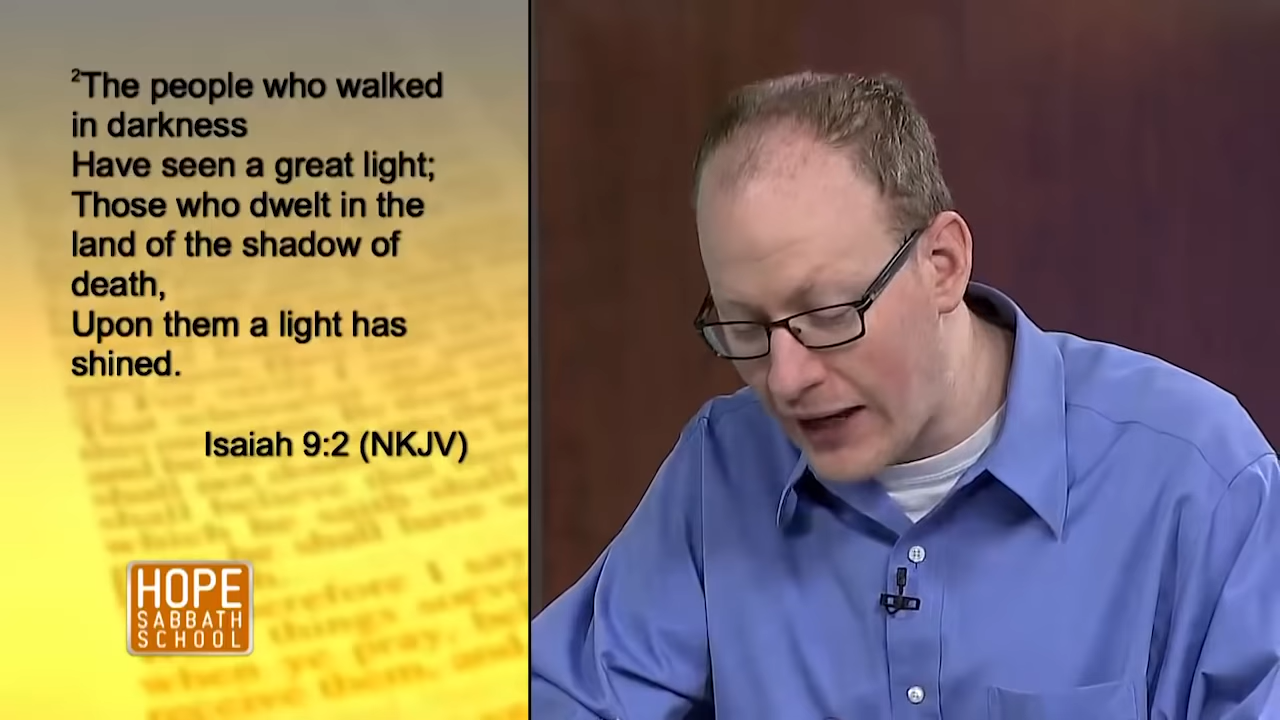 ²The people who walked
in darkness
Have seen a great light;
Those who dwelt in the
land of the shadow of
death,
Upon them a light has
shined.
Isaiah 9:2 (NKJV)
HOPE
SABBATH
SCHOOL